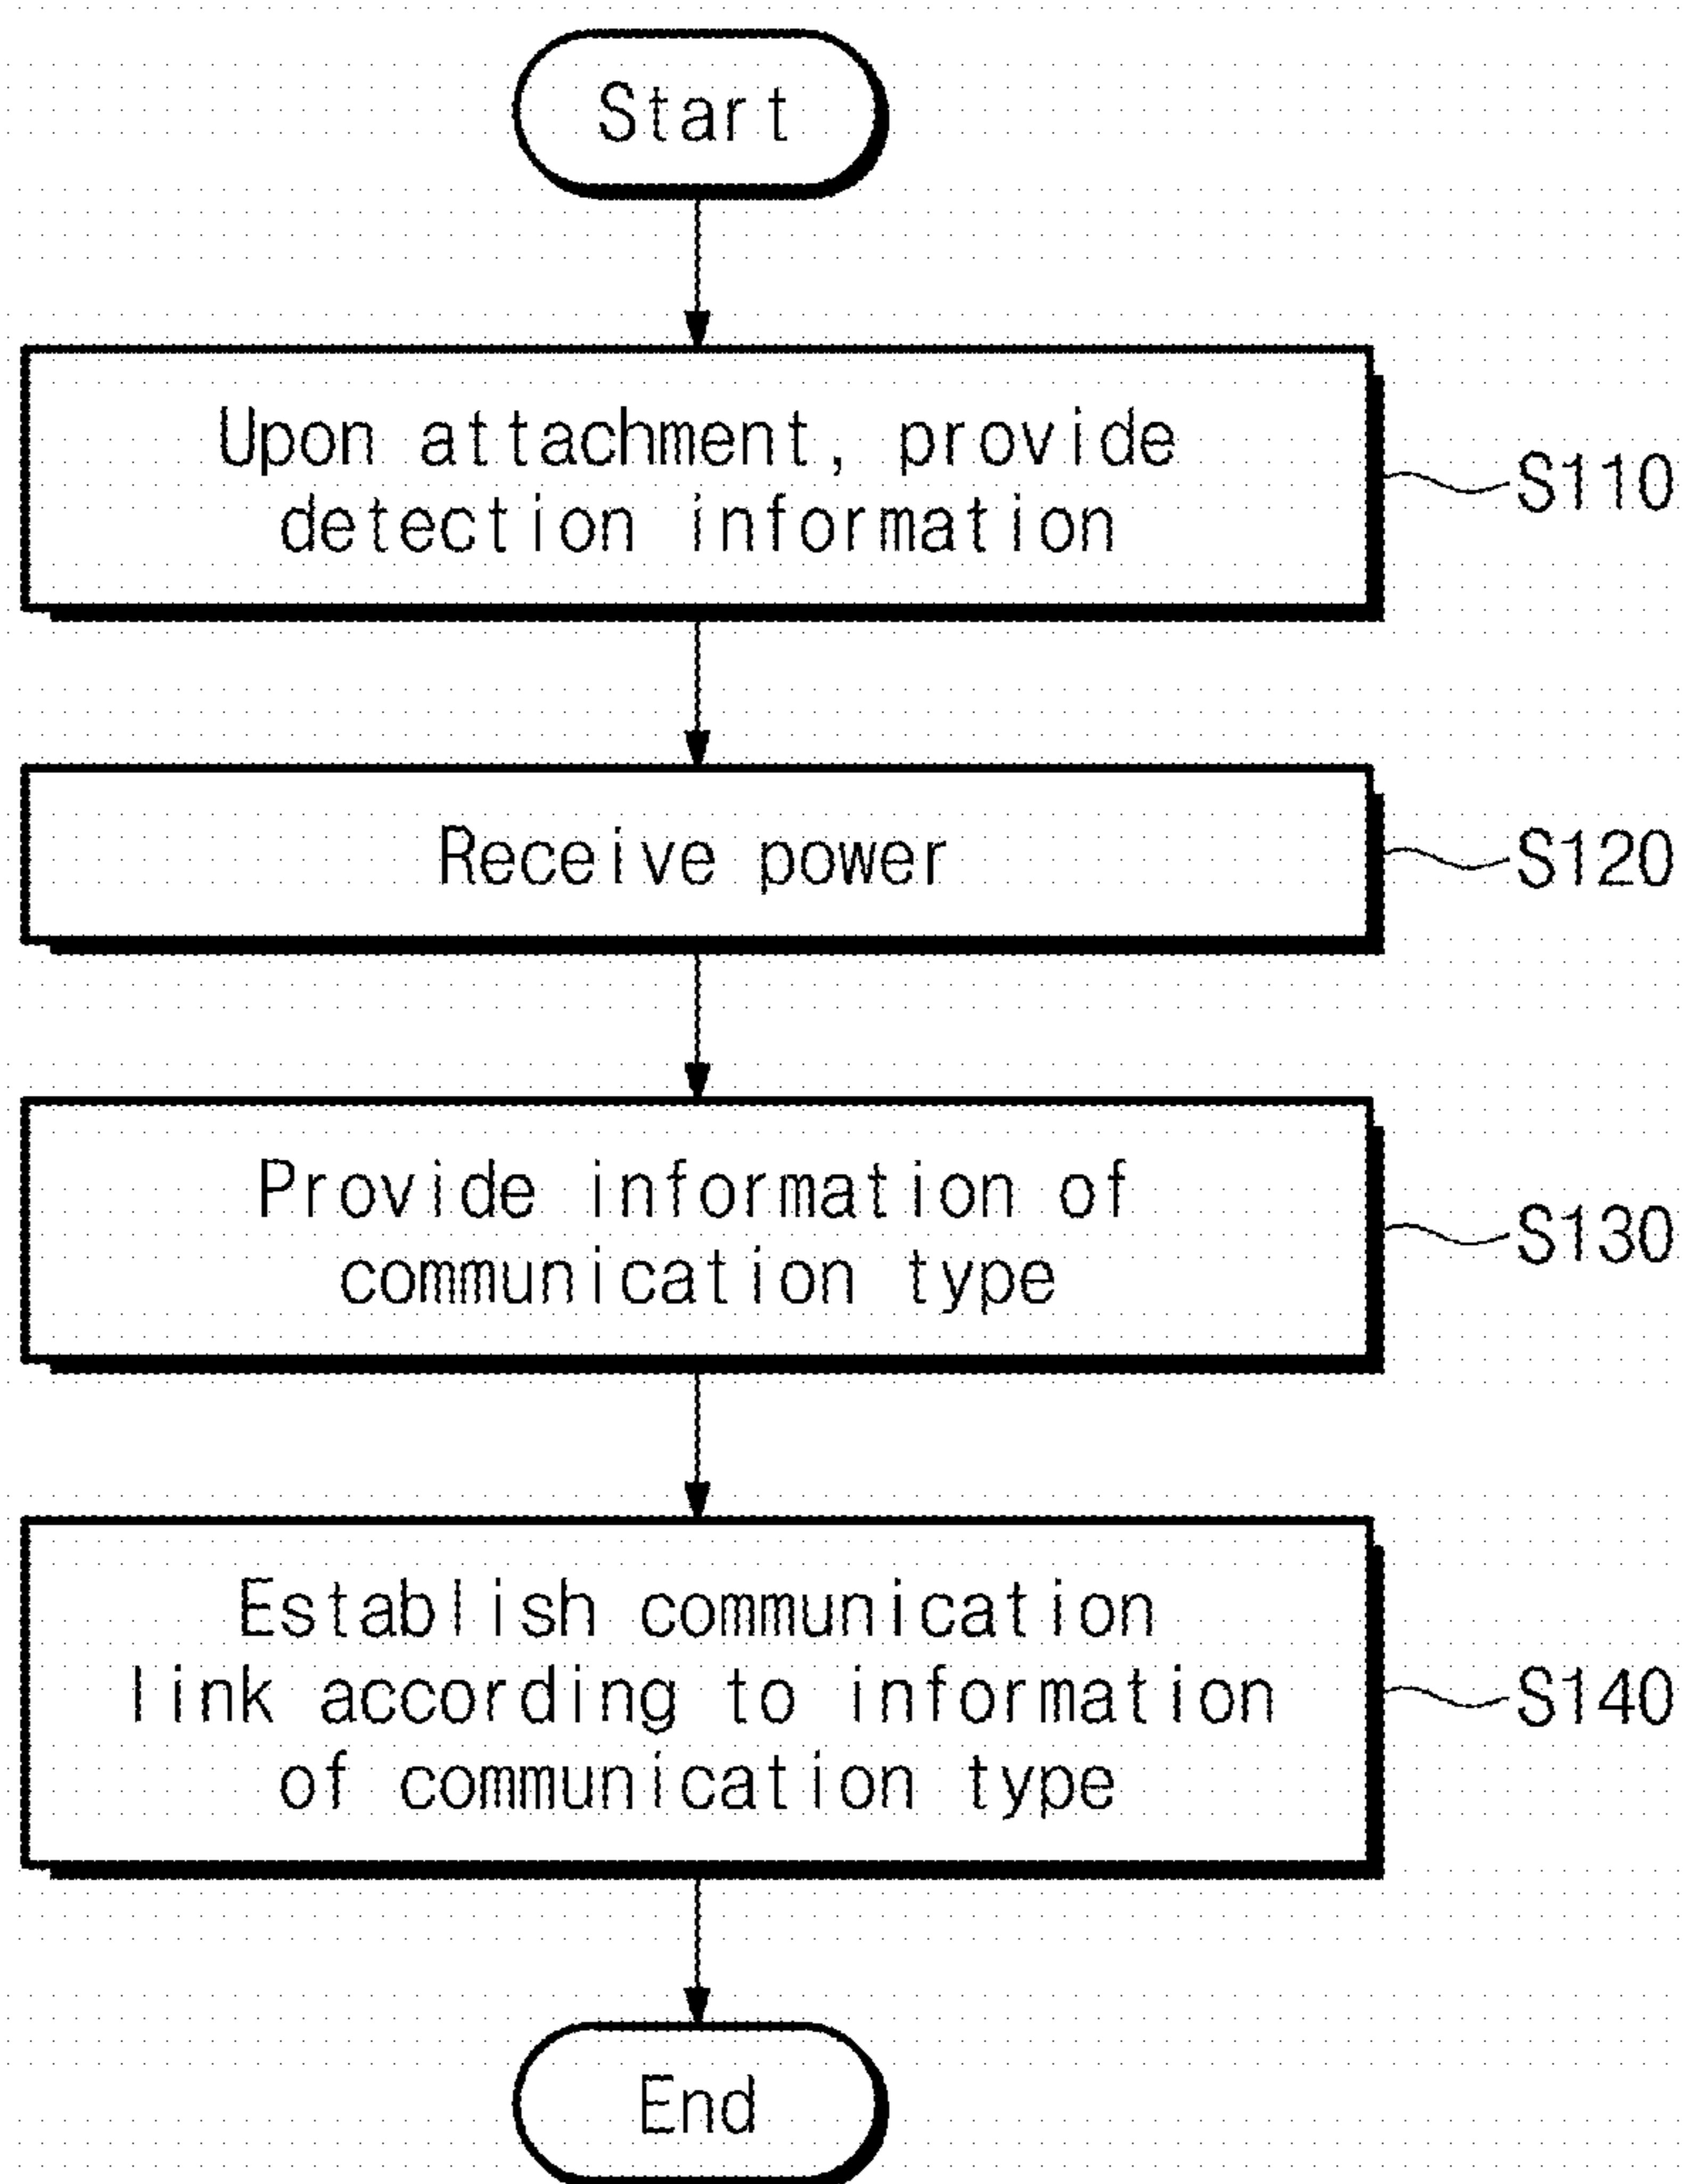 Start
Upon attachment, provide
detection information
S110
Receive power
S120
Provide information of
communication type
S130
Establish communication
link according to information
of communication type
S140
End